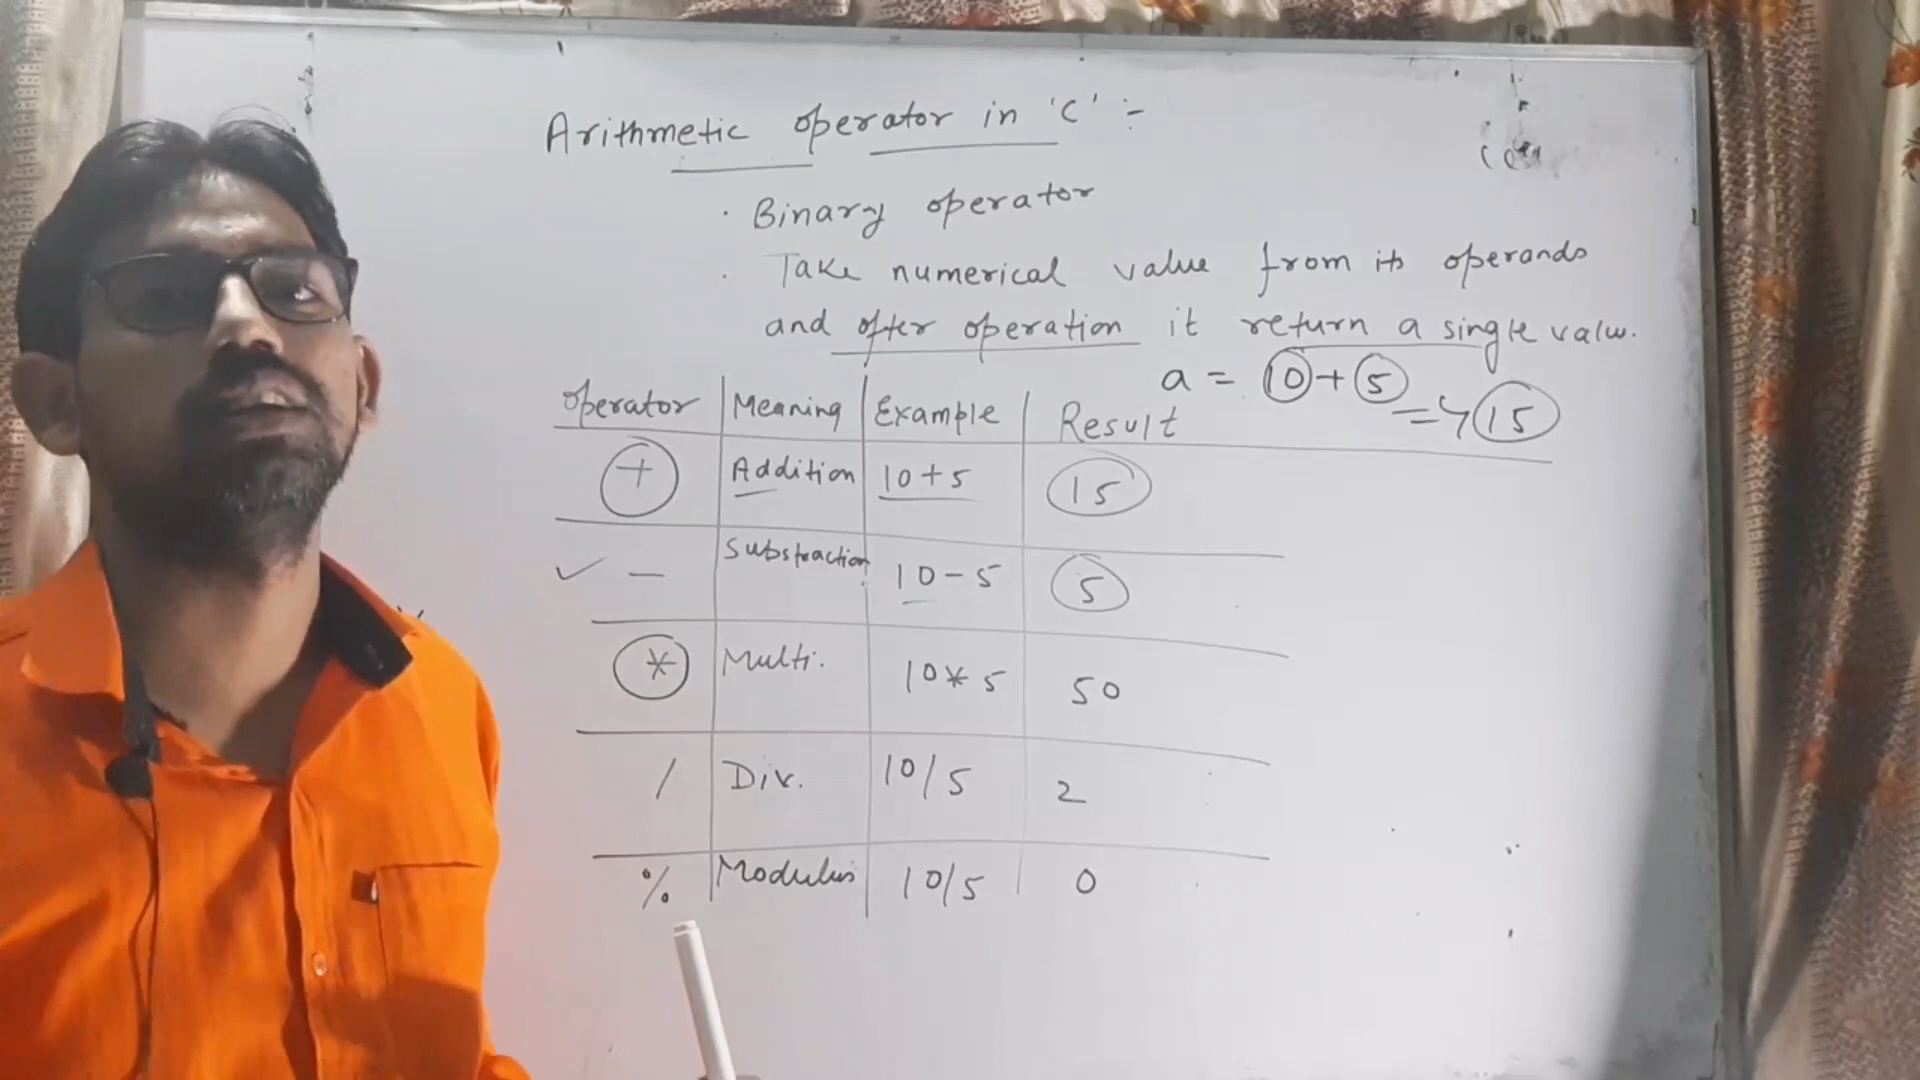 Arithmetic operator in 'C' :-
· Binary operator
· Take numerical value from its operands
and after operation it return a single value.
a = 10 + 5
=> 15
operator Meaning Example Result
+ Addition 10+5 15
✓ - Substraction 10-5 5
* Multi. 10*5 50
/ Div. 10/5 2
% Modulus 10/5 0